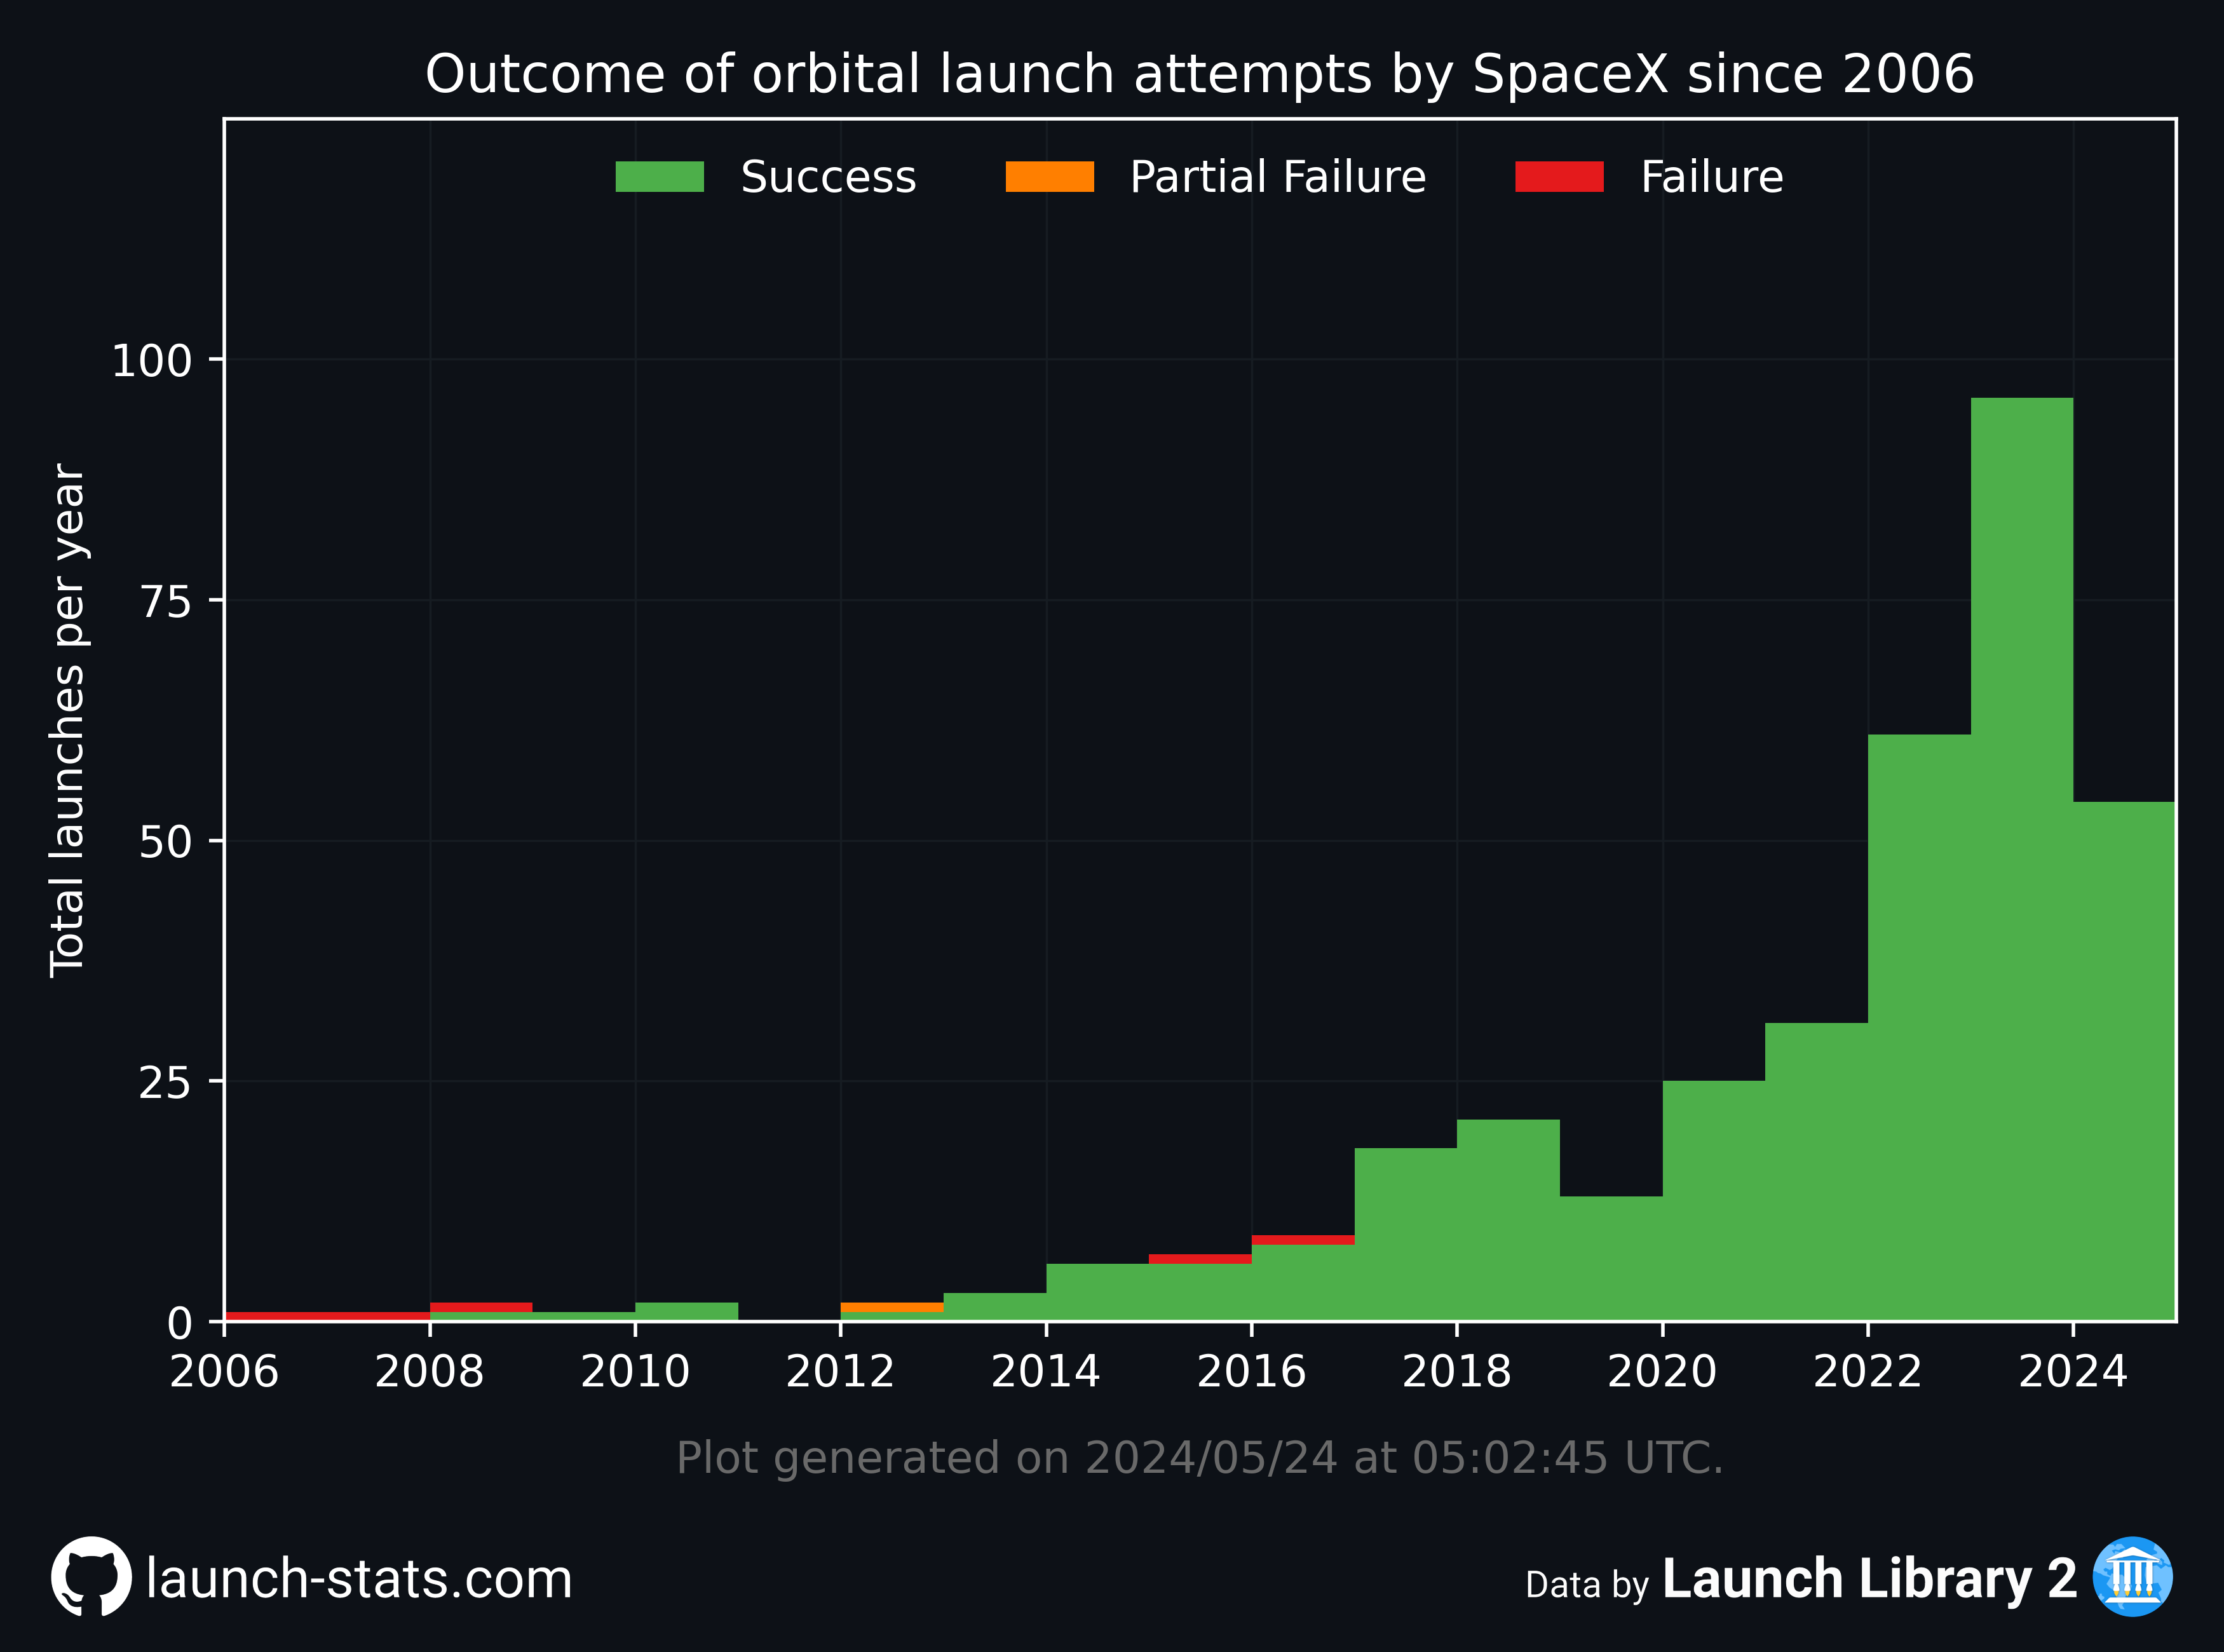 Outcome of orbital launch attempts by SpaceX since 2006
Success Partial Failure Failure
Total launches per year
100
75
50
25
0
2006 2008 2010 2012 2014 2016 2018 2020 2022 2024
Plot generated on 2024/05/24 at 05:02:45 UTC.
launch-stats.com
Data by Launch Library 2